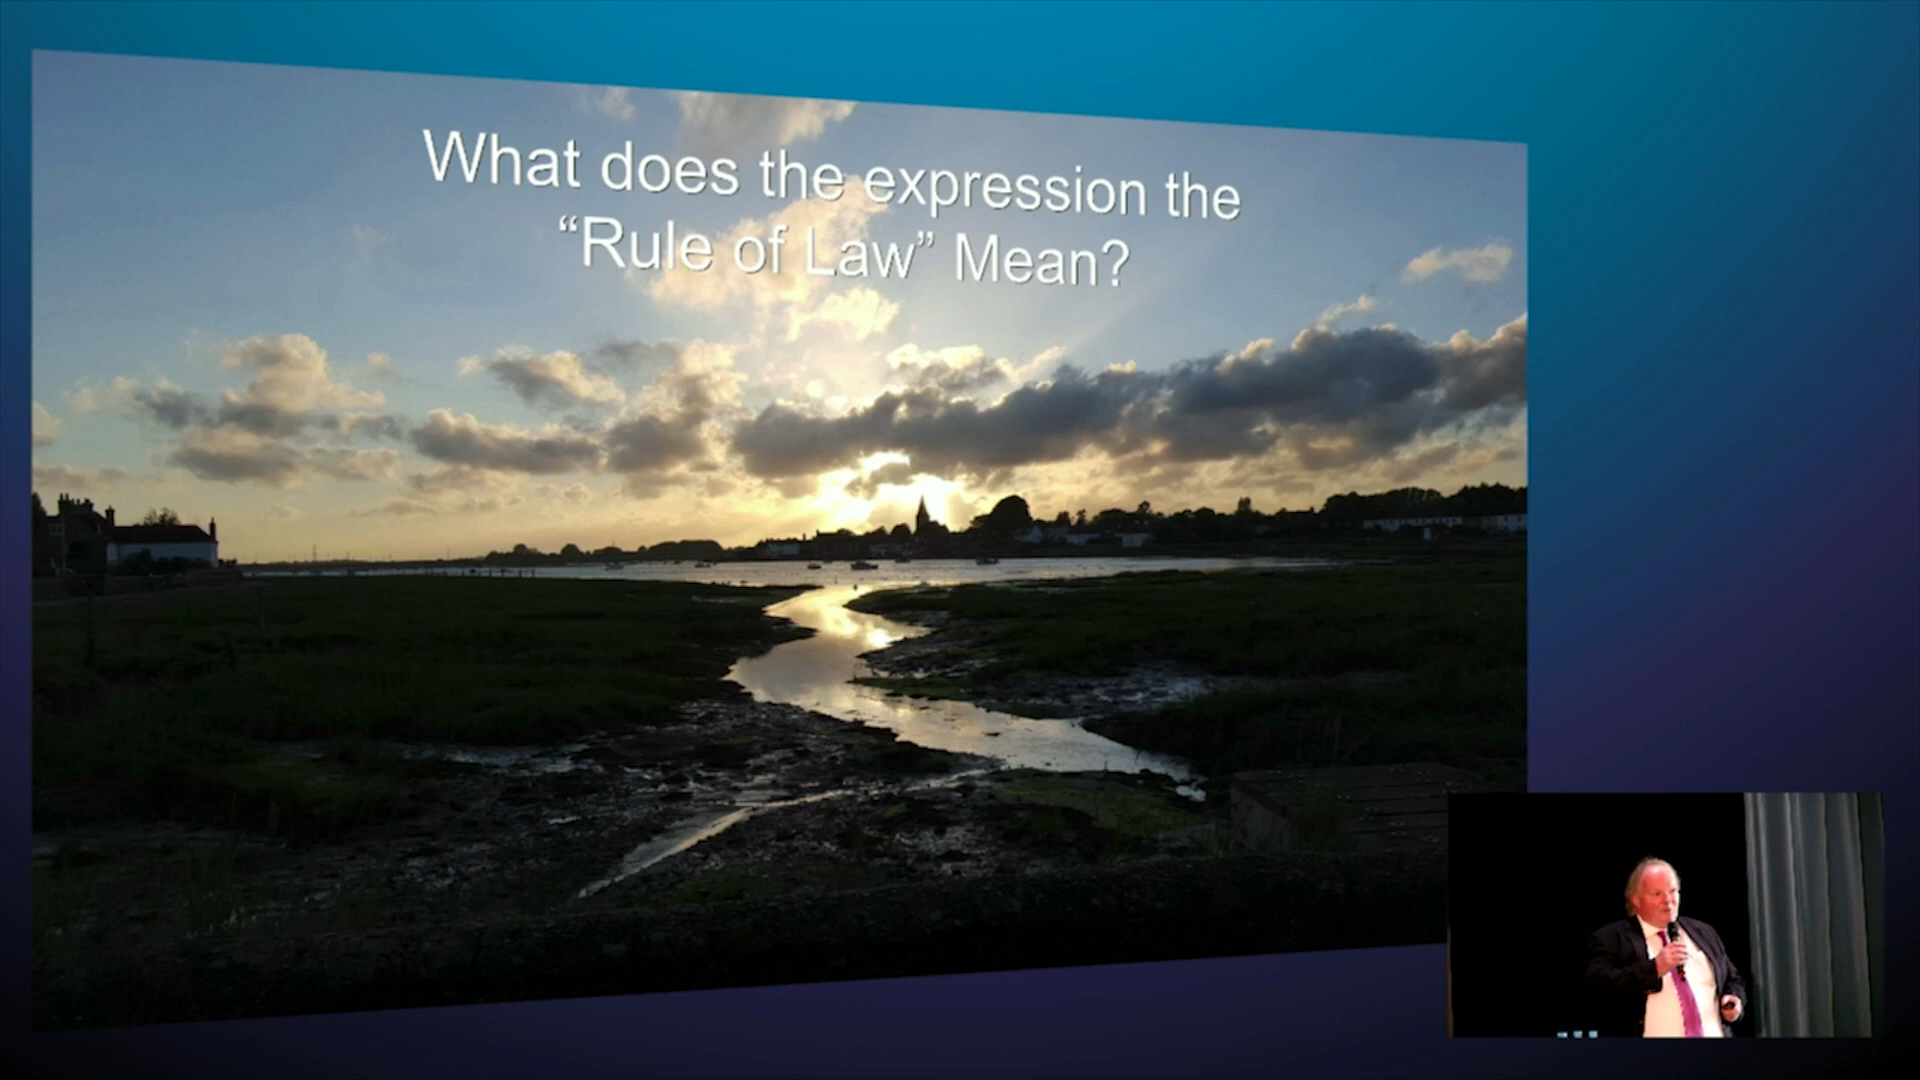 What does the expression the
“Rule of Law” Mean?